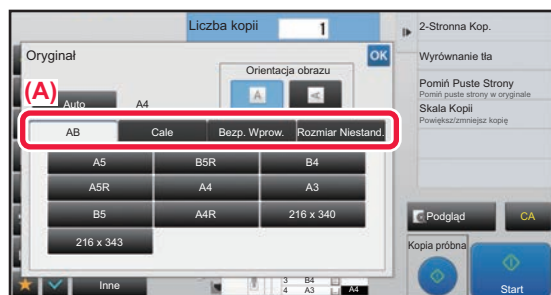 Liczba kopii 1
Oryginał OK
Orientacja obrazu
(A)
Auto A4 A A
AB Cale Bezp. Wprow. Rozmiar Niestand.
A5 B5R B4
A5R A4 A3
B5 A4R 216 x 340
216 x 343
Inne
3 B4
4 A3 A4
2-Stronna Kop.
Wyrównanie tła
Pomiń Puste Strony
Pomiń puste strony w oryginale
Skala Kopii
Powiększ/zmniejsz kopię
Podgląd CA
Kopia próbna
Start